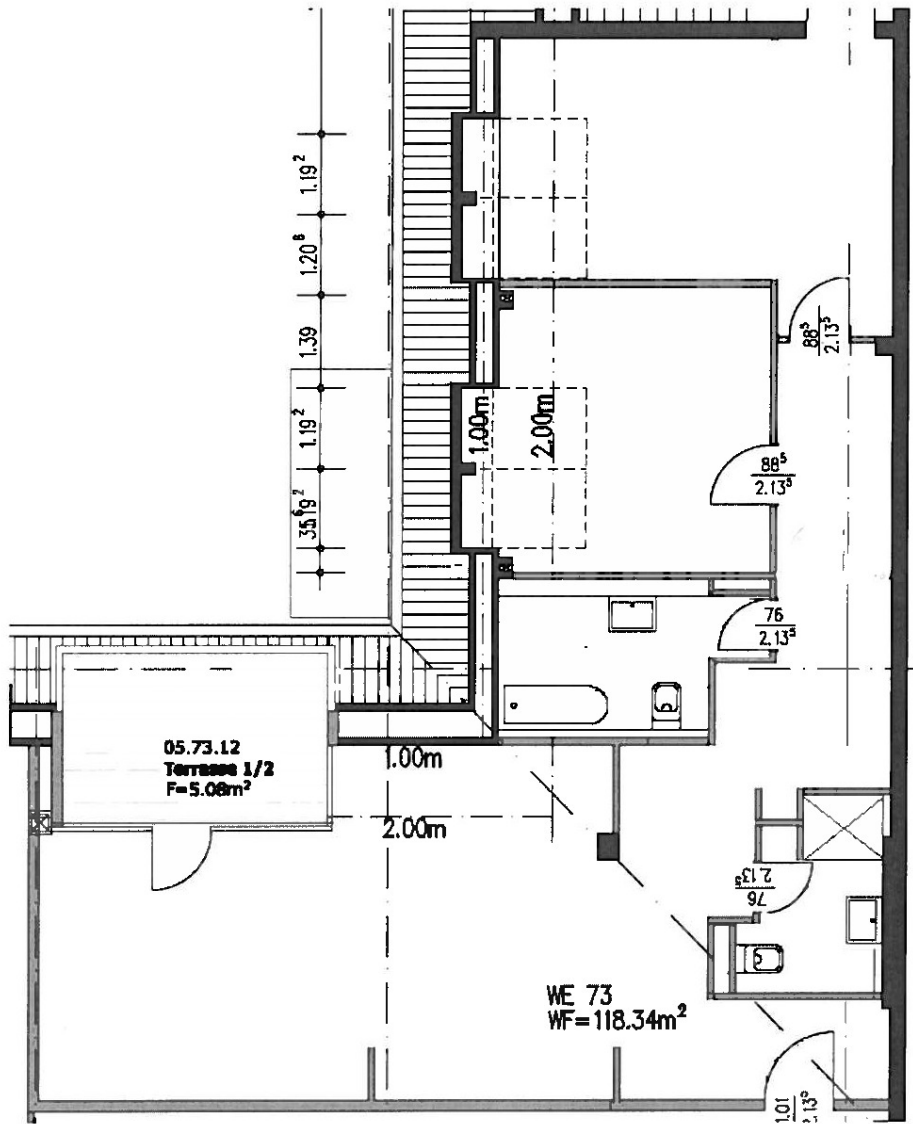 1.19²
1.20⁸
1.39
1.19²
1.00m
2.00m
88⁵
2.13⁵
88⁵
2.13⁵
76
2.13⁵
05.73.12
Terrasse 1/2
F=5.08m²
1.00m
2.00m
76
2.13⁵
WE 73
WF=118.34m²
1.01
2.13⁵